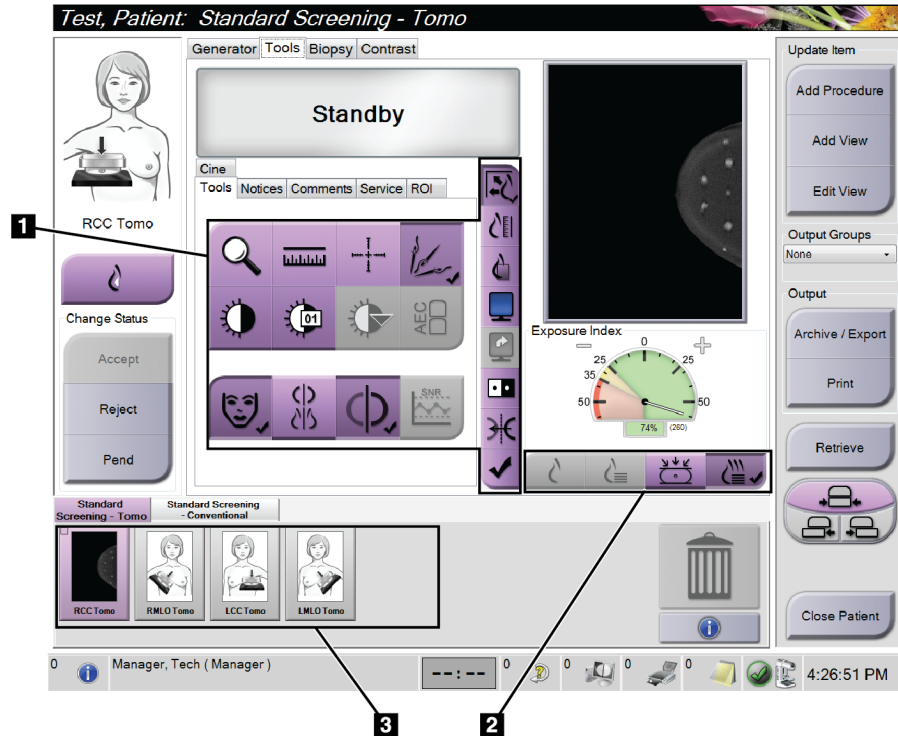 Test, Patient: Standard Screening - Tomo
Generator Tools Biopsy Contrast
Update Item
Add Procedure
Add View
Edit View
Output Groups
None
Output
Archive / Export
Print
Retrieve
Close Patient
Standby
Cine
Tools Notices Comments Service ROI
RCC Tomo
1
Change Status
Accept
Reject
Pend
01
AEC
SNR
Exposure Index
0
25 25
35
50 50
74% (260)
Standard Screening - Tomo
Standard Screening - Conventional
RCC Tomo
RMLO Tomo
LCC Tomo
LMLO Tomo
0
Manager, Tech ( Manager )
--:--
0
0
0
0
4:26:51 PM
3
2